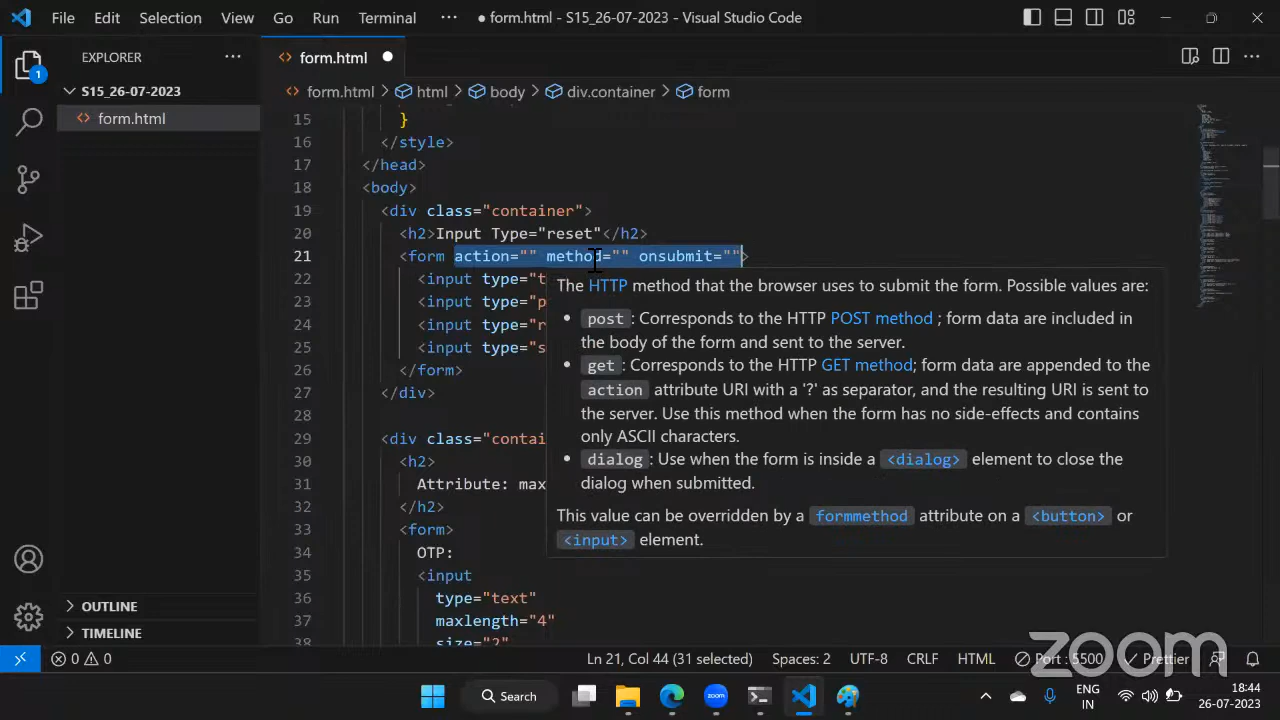 File Edit Selection View Go Run Terminal ··· ● form.html - S15_26-07-2023 - Visual Studio Code
EXPLORER ···
form.html
S15_26-07-2023
form.html > html > body > div.container > form
form.html
15 }
16 </style>
17 </head>
18 <body>
19 <div class="container">
20 <h2>Input Type="reset"</h2>
21 <form action="" method="" onsubmit="">
22 <input type="t
23 <input type="p
24 <input type="r
25 <input type="s
26 </form>
27 </div>
28
29 <div class="contai
30 <h2>
31 Attribute: max
32 </h2>
33 <form>
34 OTP:
35 <input
36 type="text"
37 maxlength="4"
38 size="2"
The HTTP method that the browser uses to submit the form. Possible values are:
• post : Corresponds to the HTTP POST method ; form data are included in
the body of the form and sent to the server.
• get : Corresponds to the HTTP GET method; form data are appended to the
action attribute URI with a '?' as separator, and the resulting URI is sent to
the server. Use this method when the form has no side-effects and contains
only ASCII characters.
• dialog : Use when the form is inside a <dialog> element to close the
dialog when submitted.
This value can be overridden by a formmethod attribute on a <button> or
<input> element.
1
OUTLINE
TIMELINE
zoom
0 0 Ln 21, Col 44 (31 selected) Spaces: 2 UTF-8 CRLF HTML Port : 5500 Prettier
Search
zoom
ENG
IN
18:44
26-07-2023